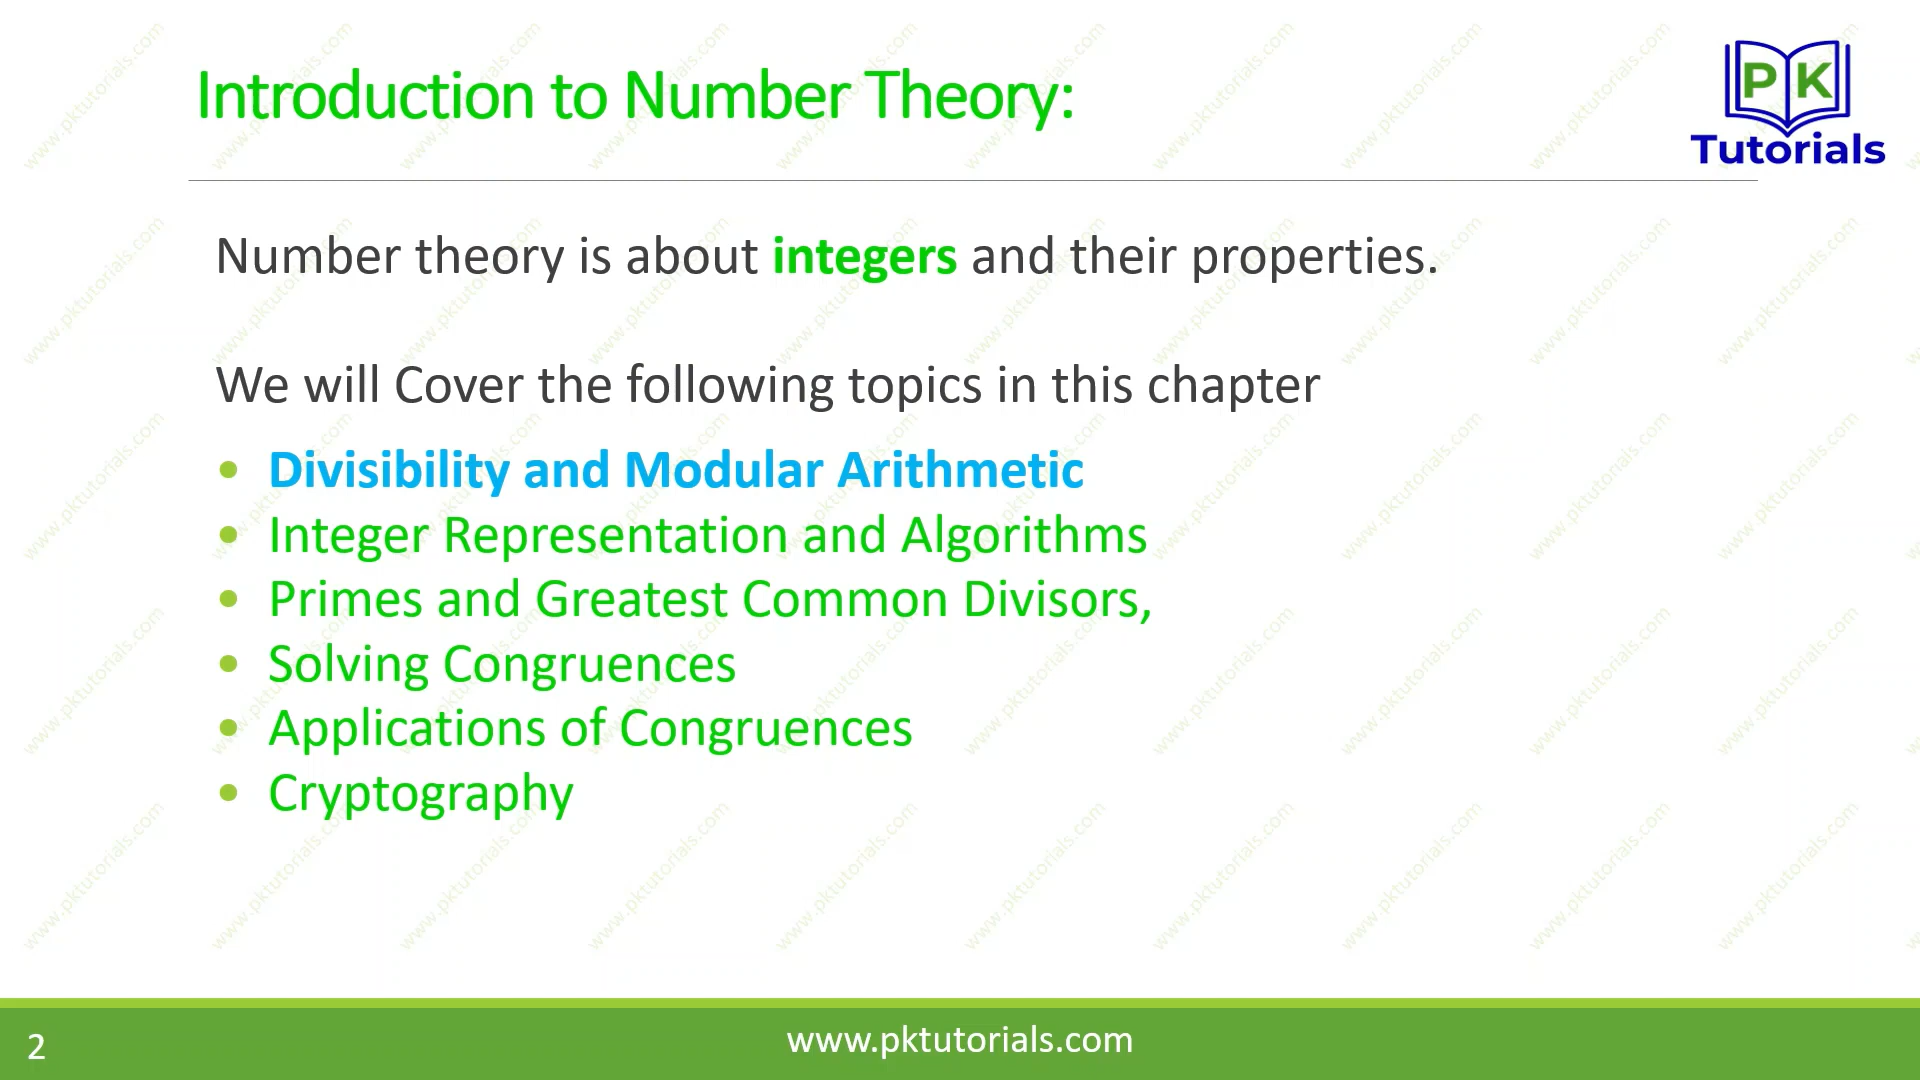 Introduction to Number Theory:
PK
Tutorials
Number theory is about integers and their properties.
We will Cover the following topics in this chapter
• Divisibility and Modular Arithmetic
• Integer Representation and Algorithms
• Primes and Greatest Common Divisors,
• Solving Congruences
• Applications of Congruences
• Cryptography
2
www.pktutorials.com